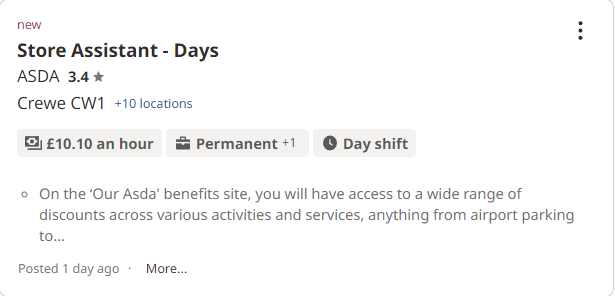 new
Store Assistant - Days
ASDA 3.4 ★
Crewe CW1 +10 locations
£10.10 an hour Permanent +1 Day shift
On the ‘Our Asda' benefits site, you will have access to a wide range of
discounts across various activities and services, anything from airport parking
to...
Posted 1 day ago · More...